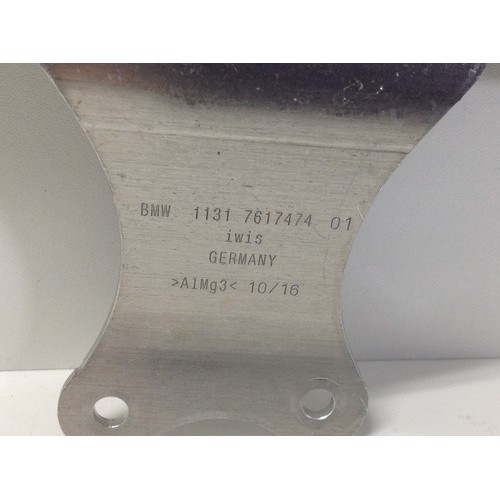 BMW 1131 7617474 01
iwis
GERMANY
>AlMg3< 10/16